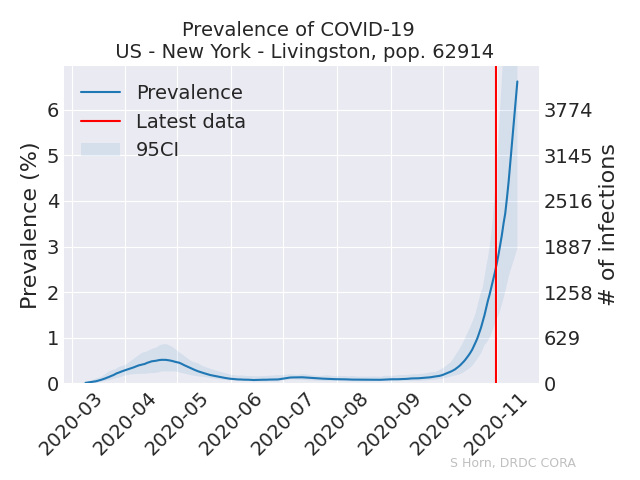 Prevalence of COVID-19
US - New York - Livingston, pop. 62914
Prevalence
Latest data
95CI
Prevalence (%)
6
5
4
3
2
1
0
3774
3145
2516
1887
1258
629
0
# of infections
2020-03
2020-04
2020-05
2020-06
2020-07
2020-08
2020-09
2020-10
2020-11
S Horn, DRDC CORA